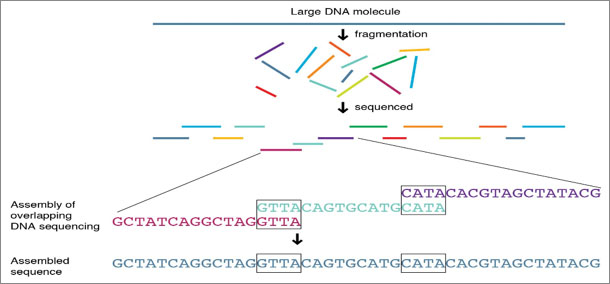 Large DNA molecule
fragmentation
sequenced
CATACACGTAGCTATACG
Assembly of
overlapping
DNA sequencing
GTTACAGTGCATGCATA
GCTATCAGGCTAGGTTA
Assembled
sequence
GCTATCAGGCTAGGTTACAGTGCATGCATACACGTAGCTATACG